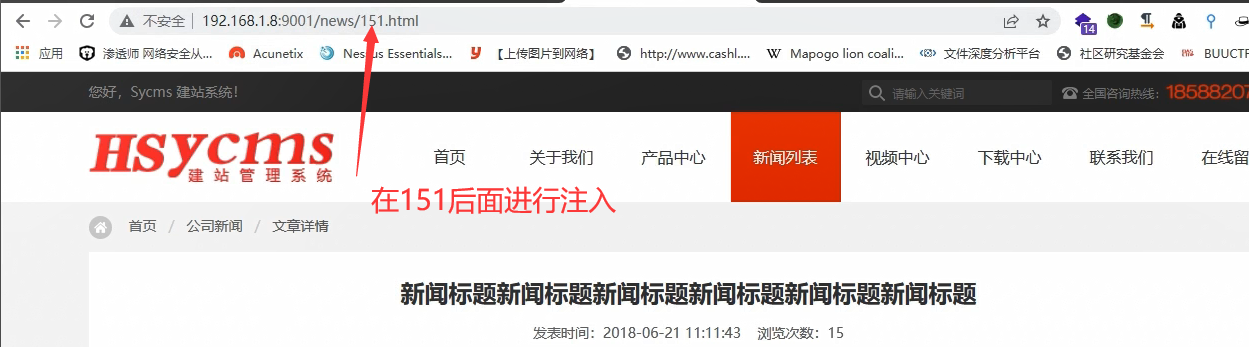 不安全 192.168.1.8:9001/news/151.html
14
应用 渗透师 网络安全从... Acunetix Nessus Essentials... 【上传图片到网络】 http://www.cashl.... Mapogo lion coali... 文件深度分析平台 社区研究基金会 BUUCTF
您好，Sycms 建站系统！ 请输入关键词 全国咨询热线：18588207
HSycms
建站管理系统
首页 关于我们 产品中心 新闻列表 视频中心 下载中心 联系我们 在线留
在151后面进行注入
首页 / 公司新闻 / 文章详情
新闻标题新闻标题新闻标题新闻标题新闻标题新闻标题
发表时间：2018-06-21 11:11:43 浏览次数：15